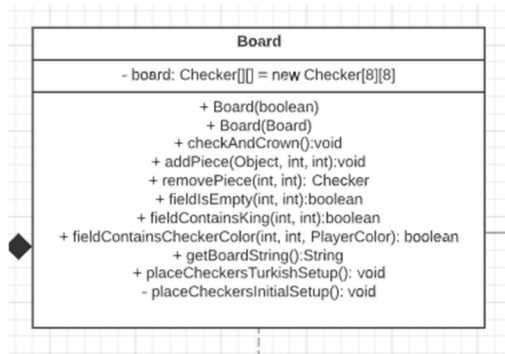 Board
- board: Checker[][] = new Checker[8][8]
+ Board(boolean)
+ Board(Board)
+ checkAndCrown():void
+ addPiece(Object, int, int):void
+ removePiece(int, int): Checker
+ fieldIsEmpty(int, int):boolean
+ fieldContainsKing(int, int):boolean
+ fieldContainsCheckerColor(int, int, PlayerColor): boolean
+ getBoardString():String
+ placeCheckersTurkishSetup(): void
- placeCheckersInitialSetup(): void